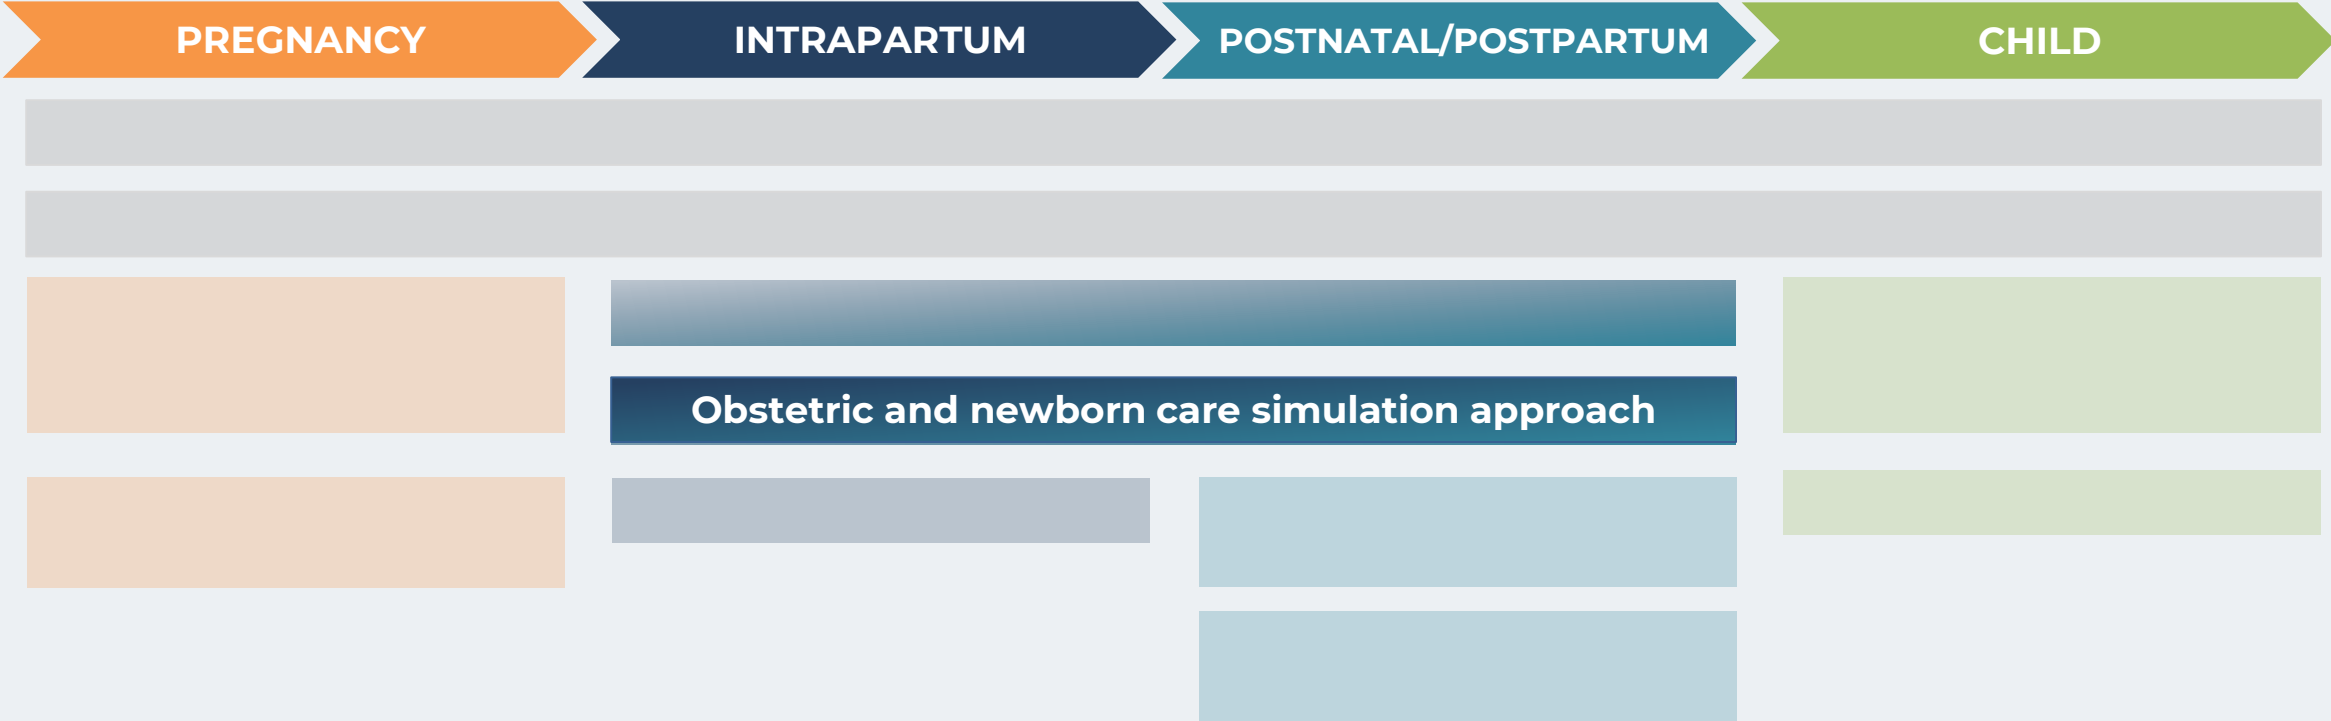 PREGNANCY
INTRAPARTUM
POSTNATAL/POSTPARTUM
CHILD
Obstetric and newborn care simulation approach